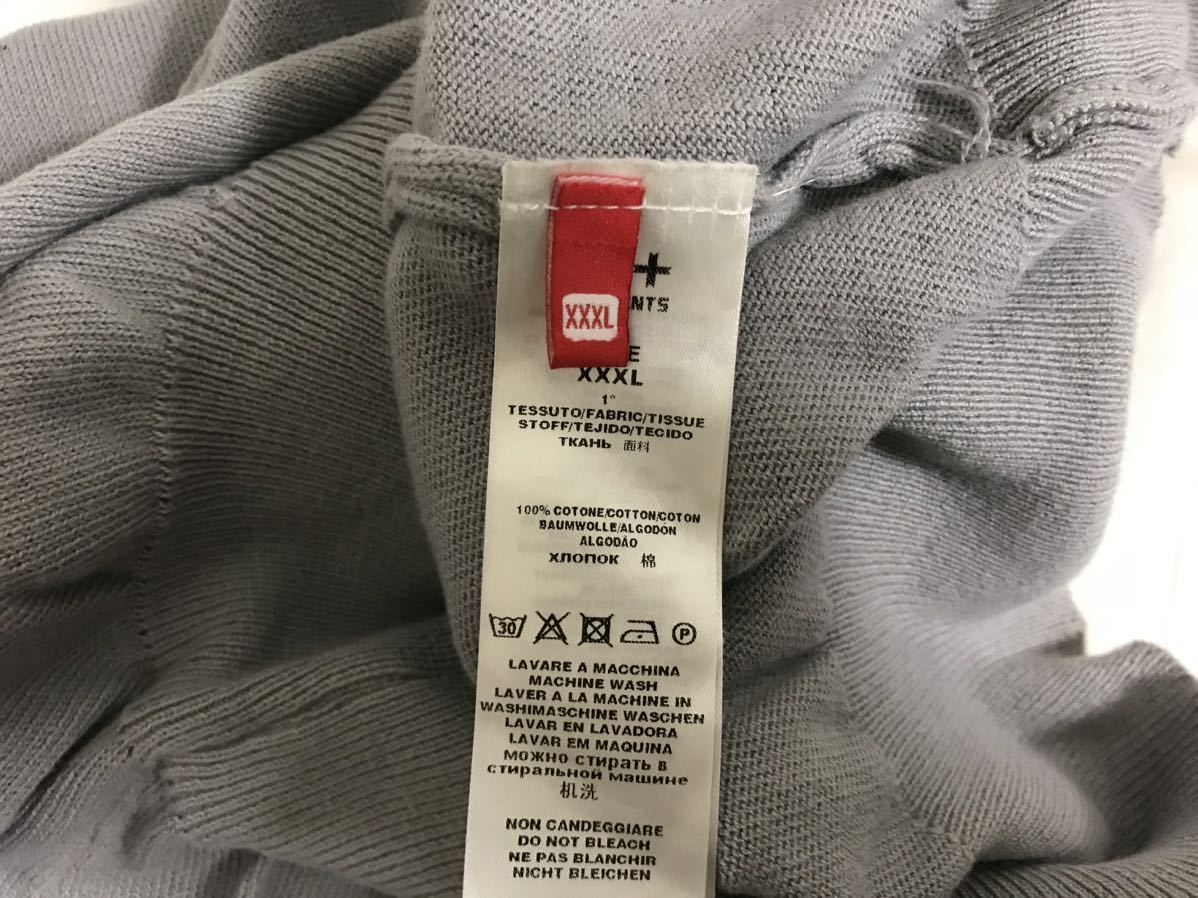 XXXL
XXXL
1°
TESSUTO/FABRIC/TISSUE
STOFF/TEJIDO/TECIDO
ТКАНЬ 面料
100% COTONE/COTTON/COTON
BAUMWOLLE/ALGODON
ALGODÃO
ХЛОПОК 棉
30 P
LAVARE A MACCHINA
MACHINE WASH
LAVER A LA MACHINE IN
WASHIMASCHINE WASCHEN
LAVAR EN LAVADORA
LAVAR EM MAQUINA
МОЖНО СТИРАТЬ В
СТИРАЛЬНОЙ МАШИНЕ
机洗
NON CANDEGGIARE
DO NOT BLEACH
NE PAS BLANCHIR
NICHT BLEICHEN